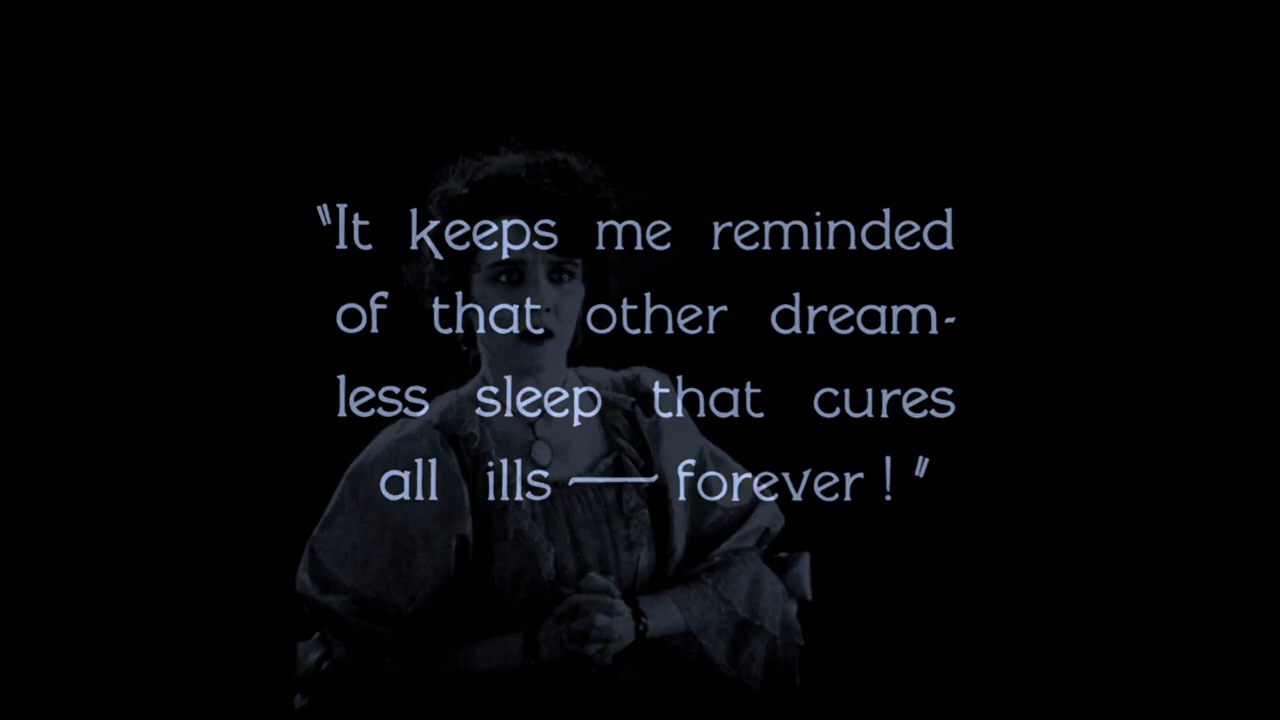 "It keeps me reminded
of that other dream-
less sleep that cures
all ills — forever! "